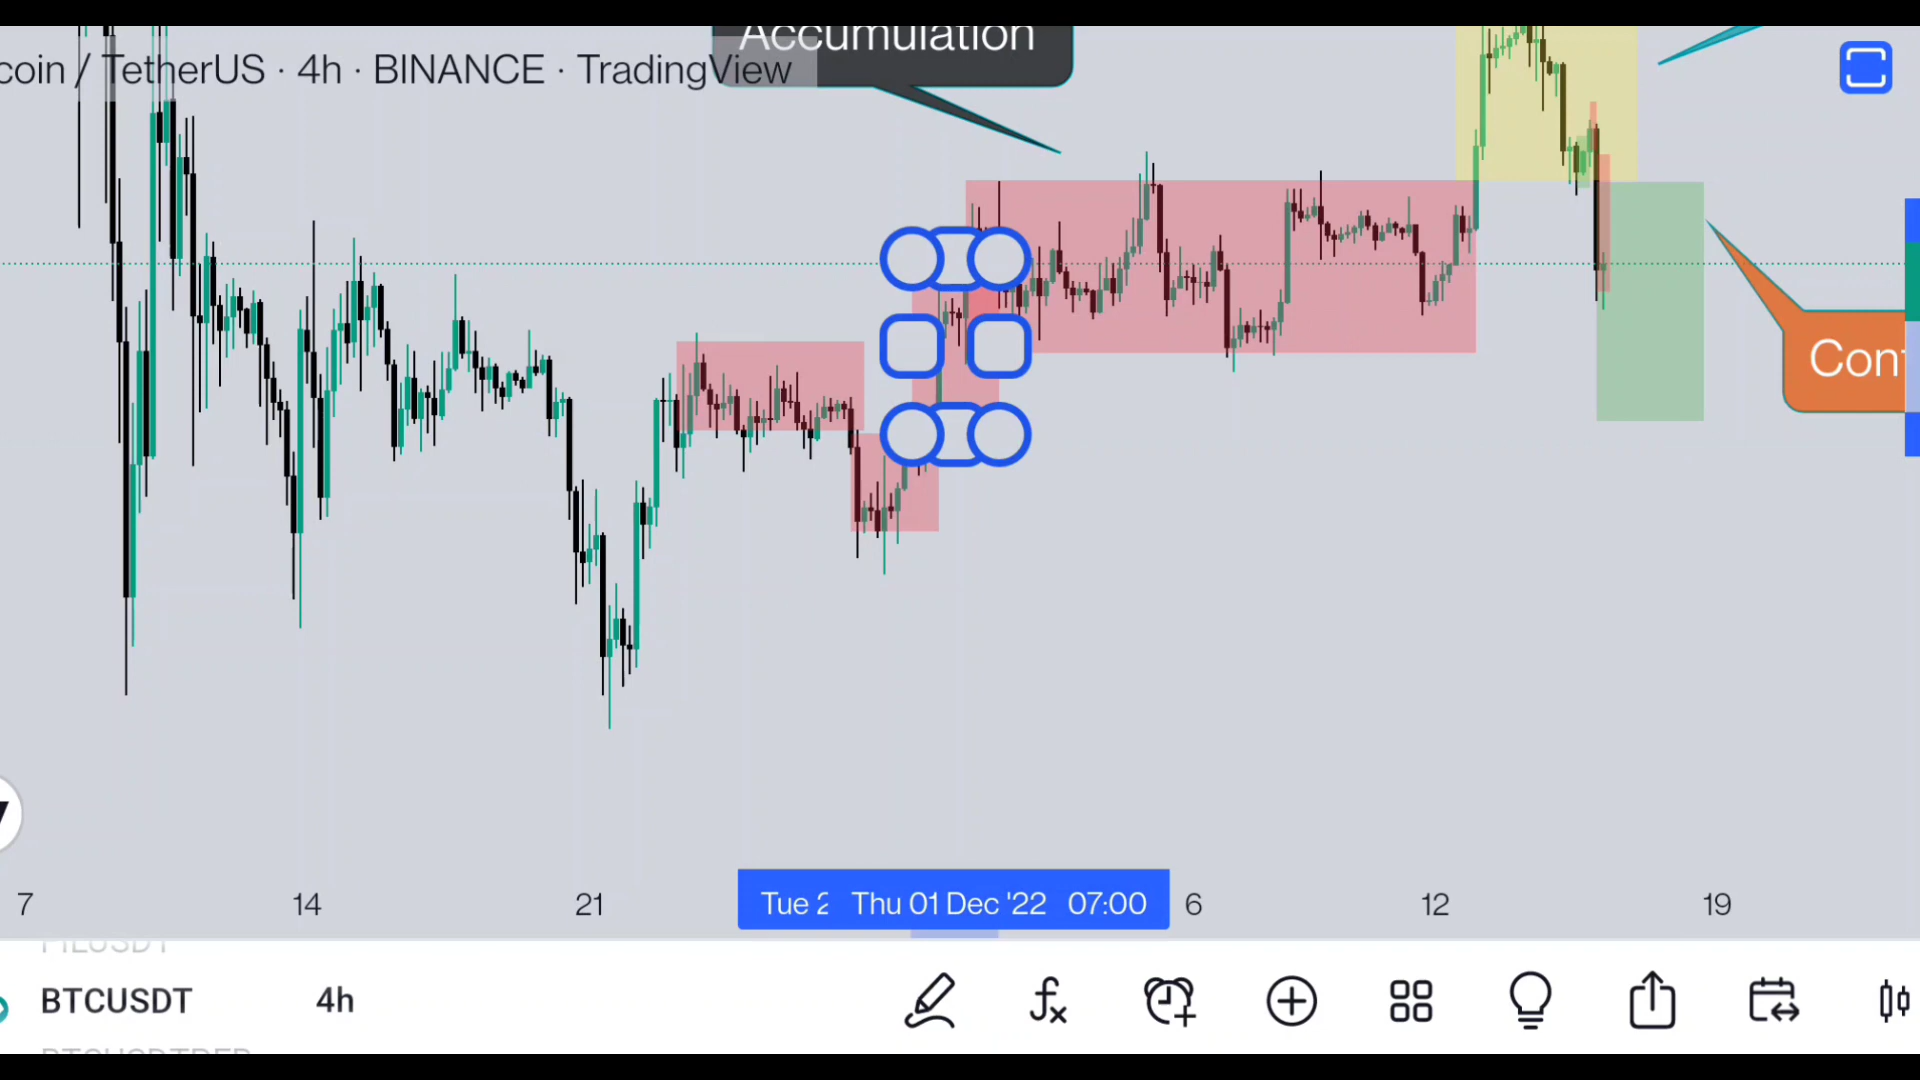 Accumulation
coin / TetherUS · 4h · BINANCE · TradingView
Con
7 14 21 Tue 2 Thu 01 Dec '22 07:00 6 12 19
BTCUSDT 4h